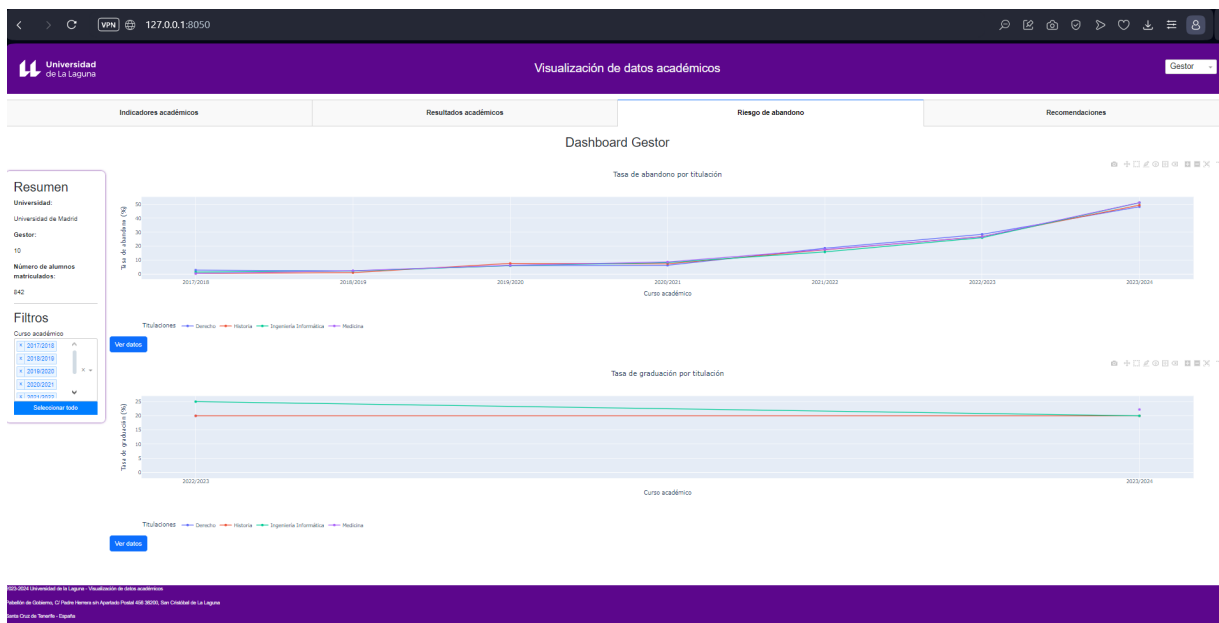 VPN 127.0.0.1:8050
Universidad
de La Laguna
Visualización de datos académicos
Gestor
Indicadores académicos
Resultados académicos
Riesgo de abandono
Recomendaciones
Dashboard Gestor
Resumen
Universidad:
Universidad de Madrid
Gestor:
10
Número de alumnos
matriculados:
842
Filtros
Curso académico
× 2017/2018
× 2018/2019
× 2019/2020
× 2020/2021
× 2021/2022
Seleccionar todo
Tasa de abandono por titulación
Tasa de abandono (%)
50
40
30
20
10
0
2017/2018 2018/2019 2019/2020 2020/2021 2021/2022 2022/2023 2023/2024
Curso académico
Titulaciones Derecho Historia Ingeniería Informática Medicina
Ver datos
Tasa de graduación por titulación
Tasa de graduación (%)
25
20
15
10
5
0
2022/2023 2023/2024
Curso académico
Titulaciones Derecho Historia Ingeniería Informática Medicina
Ver datos
2023-2024 Universidad de la Laguna - Visualización de datos académicos
Pabellón de Gobierno, C/ Padre Herrera s/n Apartado Postal 456 38200, San Cristóbal de La Laguna
Santa Cruz de Tenerife - España